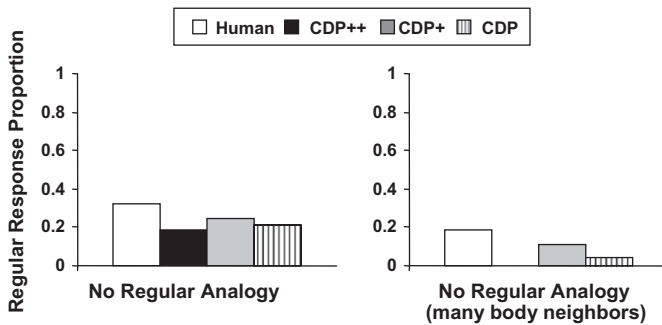 Human CDP++ CDP+ CDP
Regular Response Proportion
1
0.8
0.6
0.4
0.2
0
No Regular Analogy
1
0.8
0.6
0.4
0.2
0
No Regular Analogy
(many body neighbors)